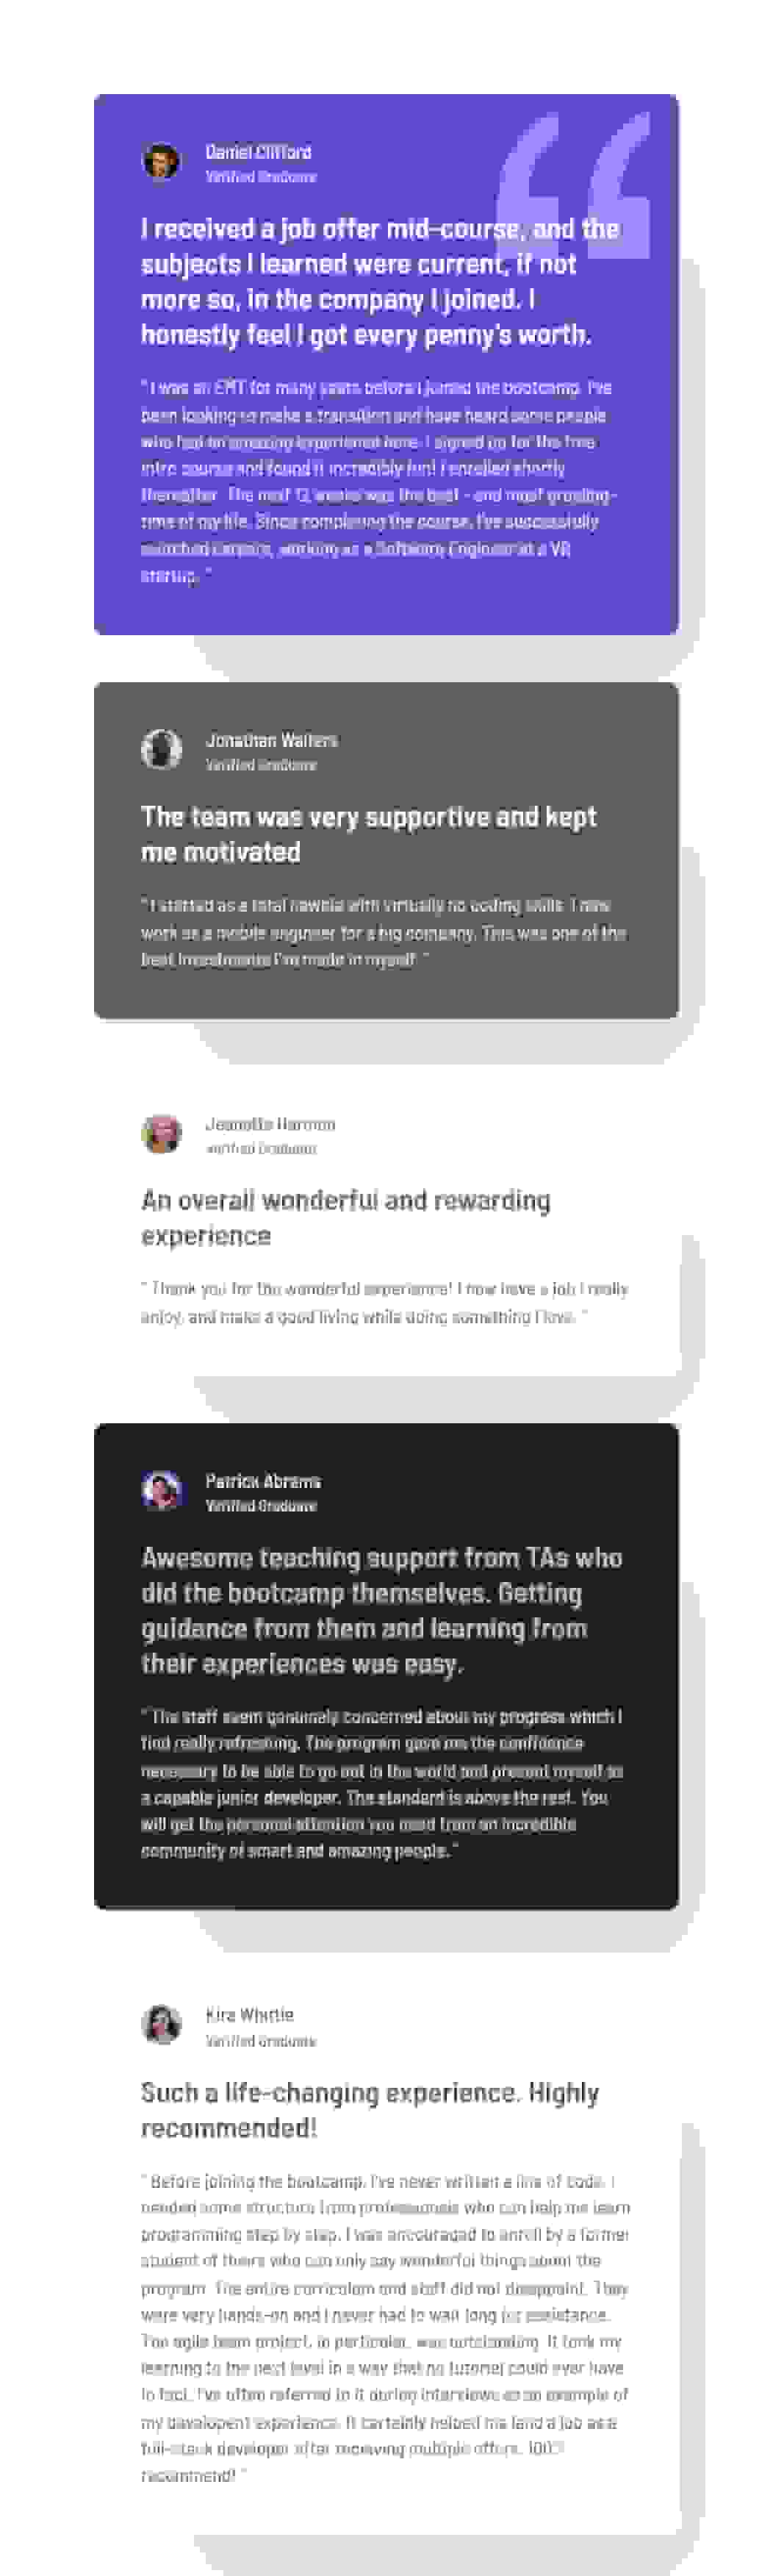 Daniel Clifford
Verified Graduate
I received a job offer mid-course, and the
subjects I learned were current, if not
more so, in the company I joined. I
honestly feel I got every penny's worth.
" I was an EMT for many years before I joined the bootcamp. I've
been looking to make a transition and have heard some people
who had an amazing experience here. I signed up for the free
intro course and found it incredibly fun! I enrolled shortly
thereafter. The next 12 weeks was the best - and most grueling -
time of my life. Since completing the course, I've successfully
switched careers, working as a Software Engineer at a VR
startup. "
Jonathan Walters
Verified Graduate
The team was very supportive and kept
me motivated
" I started as a total newbie with virtually no coding skills. I now
work as a mobile engineer for a big company. This was one of the
best investments I've made in myself. "
Jeanette Harmon
Verified Graduate
An overall wonderful and rewarding
experience
" Thank you for the wonderful experience! I now have a job I really
enjoy, and make a good living while doing something I love. "
Patrick Abrams
Verified Graduate
Awesome teaching support from TAs who
did the bootcamp themselves. Getting
guidance from them and learning from
their experiences was easy.
" The staff seem genuinely concerned about my progress which I
find really refreshing. The program gave me the confidence
necessary to be able to go out in the world and present myself as
a capable junior developer. The standard is above the rest. You
will get the personal attention you need from an incredible
community of smart and amazing people. "
Kira Whittle
Verified Graduate
Such a life-changing experience. Highly
recommended!
" Before joining the bootcamp, I've never written a line of code. I
needed some structure from professionals who can help me learn
programming step by step. I was encouraged to enroll by a former
student of theirs who can only say wonderful things about the
program. The entire curriculum and staff did not disappoint. They
were very hands-on and I never had to wait long for assistance.
The agile team project, in particular, was outstanding. It took my
learning to the next level in a way that no tutorial could ever have.
In fact, I've often referred to it during interviews as an example of
my developent experience. It certainly helped me land a job as a
full-stack developer after receiving multiple offers. 100%
recommend! "